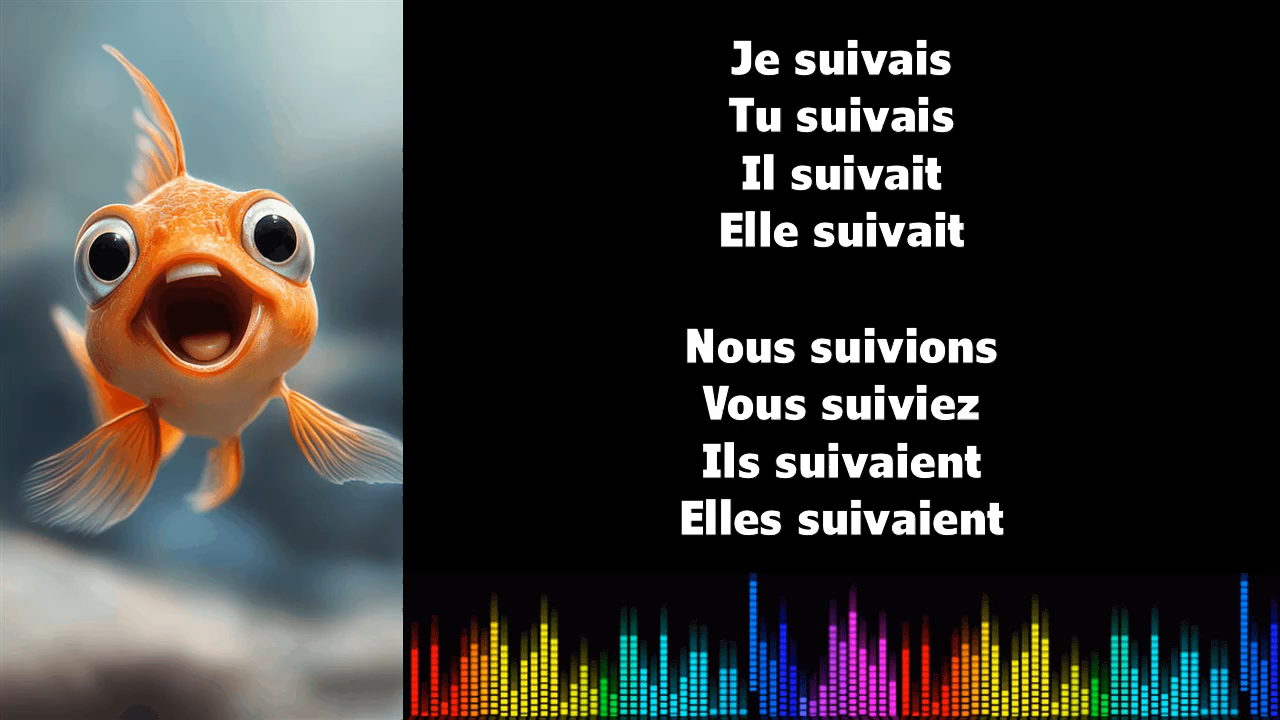 Je suivais
Tu suivais
Il suivait
Elle suivait
Nous suivions
Vous suiviez
Ils suivaient
Elles suivaient